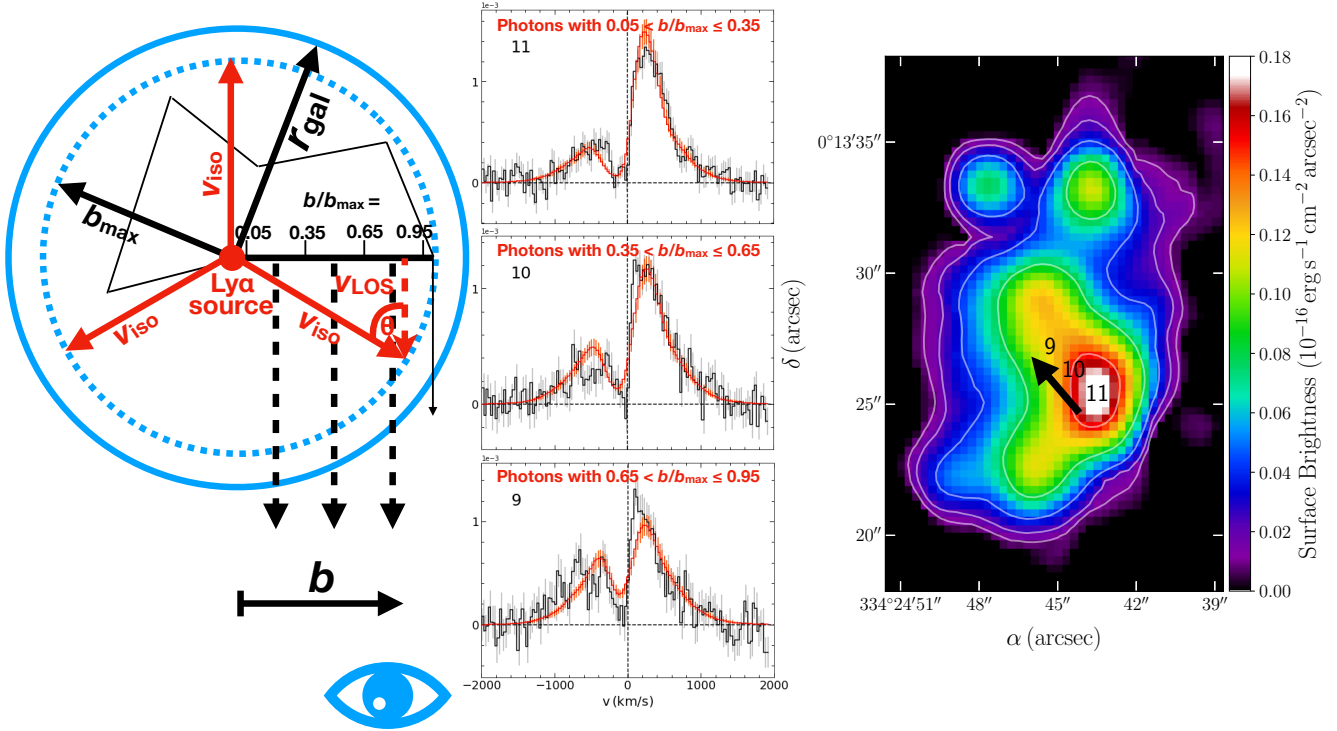 r_gal
v_iso
b_max
b/b_max =
0.05 0.35 0.65 0.95
Lyα
source
v_LOS
v_iso
v_iso
θ
b
1e−3
Photons with 0.05 < b/b_max ≤ 0.35
11
1
0
1e−3
Photons with 0.35 < b/b_max ≤ 0.65
10
1
0
1e−3
Photons with 0.65 < b/b_max ≤ 0.95
9
1
0
−2000 −1000 0 1000 2000
v (km/s)
δ (arcsec)
0°13′35″
30″
25″
20″
334°24′51″ 48″ 45″ 42″ 39″
α (arcsec)
9
10
11
0.18
0.16
0.14
0.12
0.10
0.08
0.06
0.04
0.02
0.00
Surface Brightness (10⁻¹⁶ erg s⁻¹ cm⁻² arcsec⁻²)